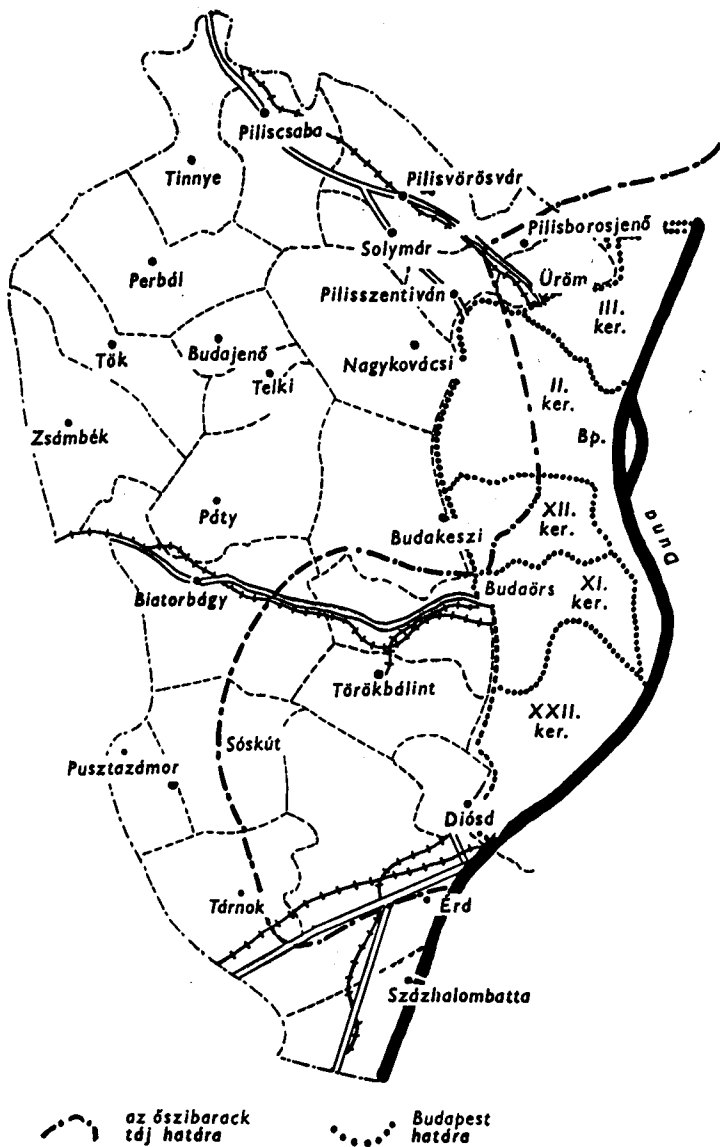 Piliscsaba
Tinnye
Pilisvörösvár
Pilisborosjenő
Solymár
Perbál
Üröm
Pilisszentiván
III.
ker.
Tök
Budajenő
Nagykovácsi
Telki
II.
ker.
Zsámbék
Bp.
Páty
XII.
ker.
Budakeszi
Duna
Biatorbágy
Budaörs
XI.
ker.
Törökbálint
XXII.
ker.
Sóskút
Pusztazámor
Diósd
Tárnok
Érd
Százhalombatta
az őszibarack
táj határa
Budapest
határa